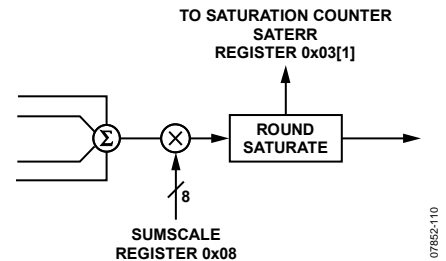 TO SATURATION COUNTER
SATERR
REGISTER 0x03[1]
Σ
×
ROUND
SATURATE
8
SUMSCALE
REGISTER 0x08
07852-110